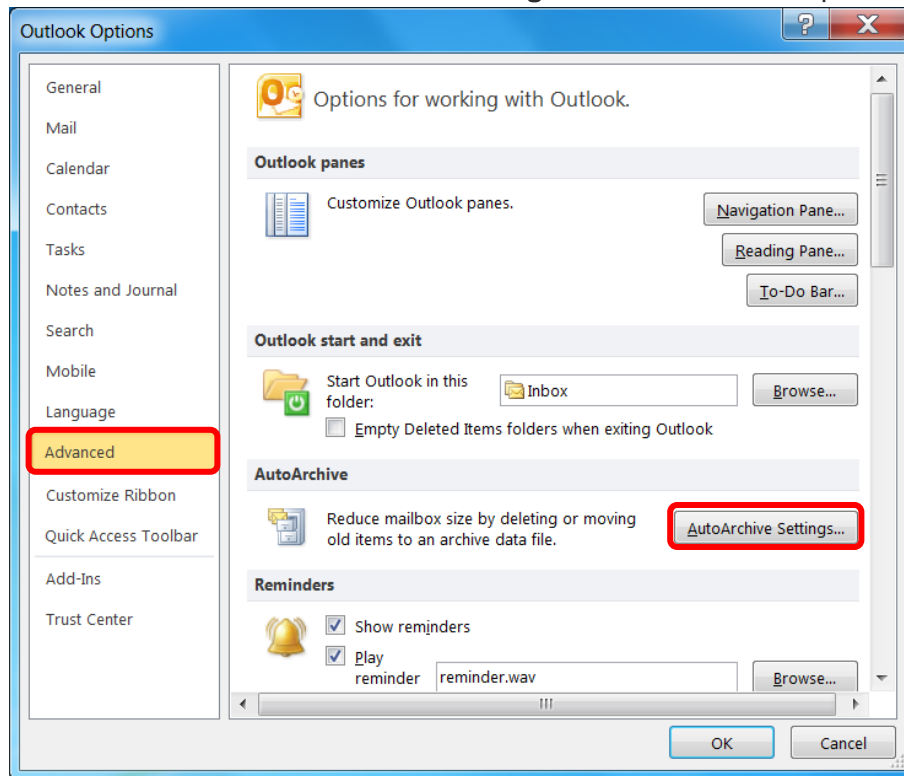 Outlook Options
General
Mail
Calendar
Contacts
Tasks
Notes and Journal
Search
Mobile
Language
Advanced
Customize Ribbon
Quick Access Toolbar
Add-Ins
Trust Center
Options for working with Outlook.
Outlook panes
Customize Outlook panes.
Navigation Pane...
Reading Pane...
To-Do Bar...
Outlook start and exit
Start Outlook in this
folder:
Inbox
Browse...
Empty Deleted Items folders when exiting Outlook
AutoArchive
Reduce mailbox size by deleting or moving
old items to an archive data file.
AutoArchive Settings...
Reminders
Show reminders
Play
reminder
reminder.wav
Browse...
OK
Cancel